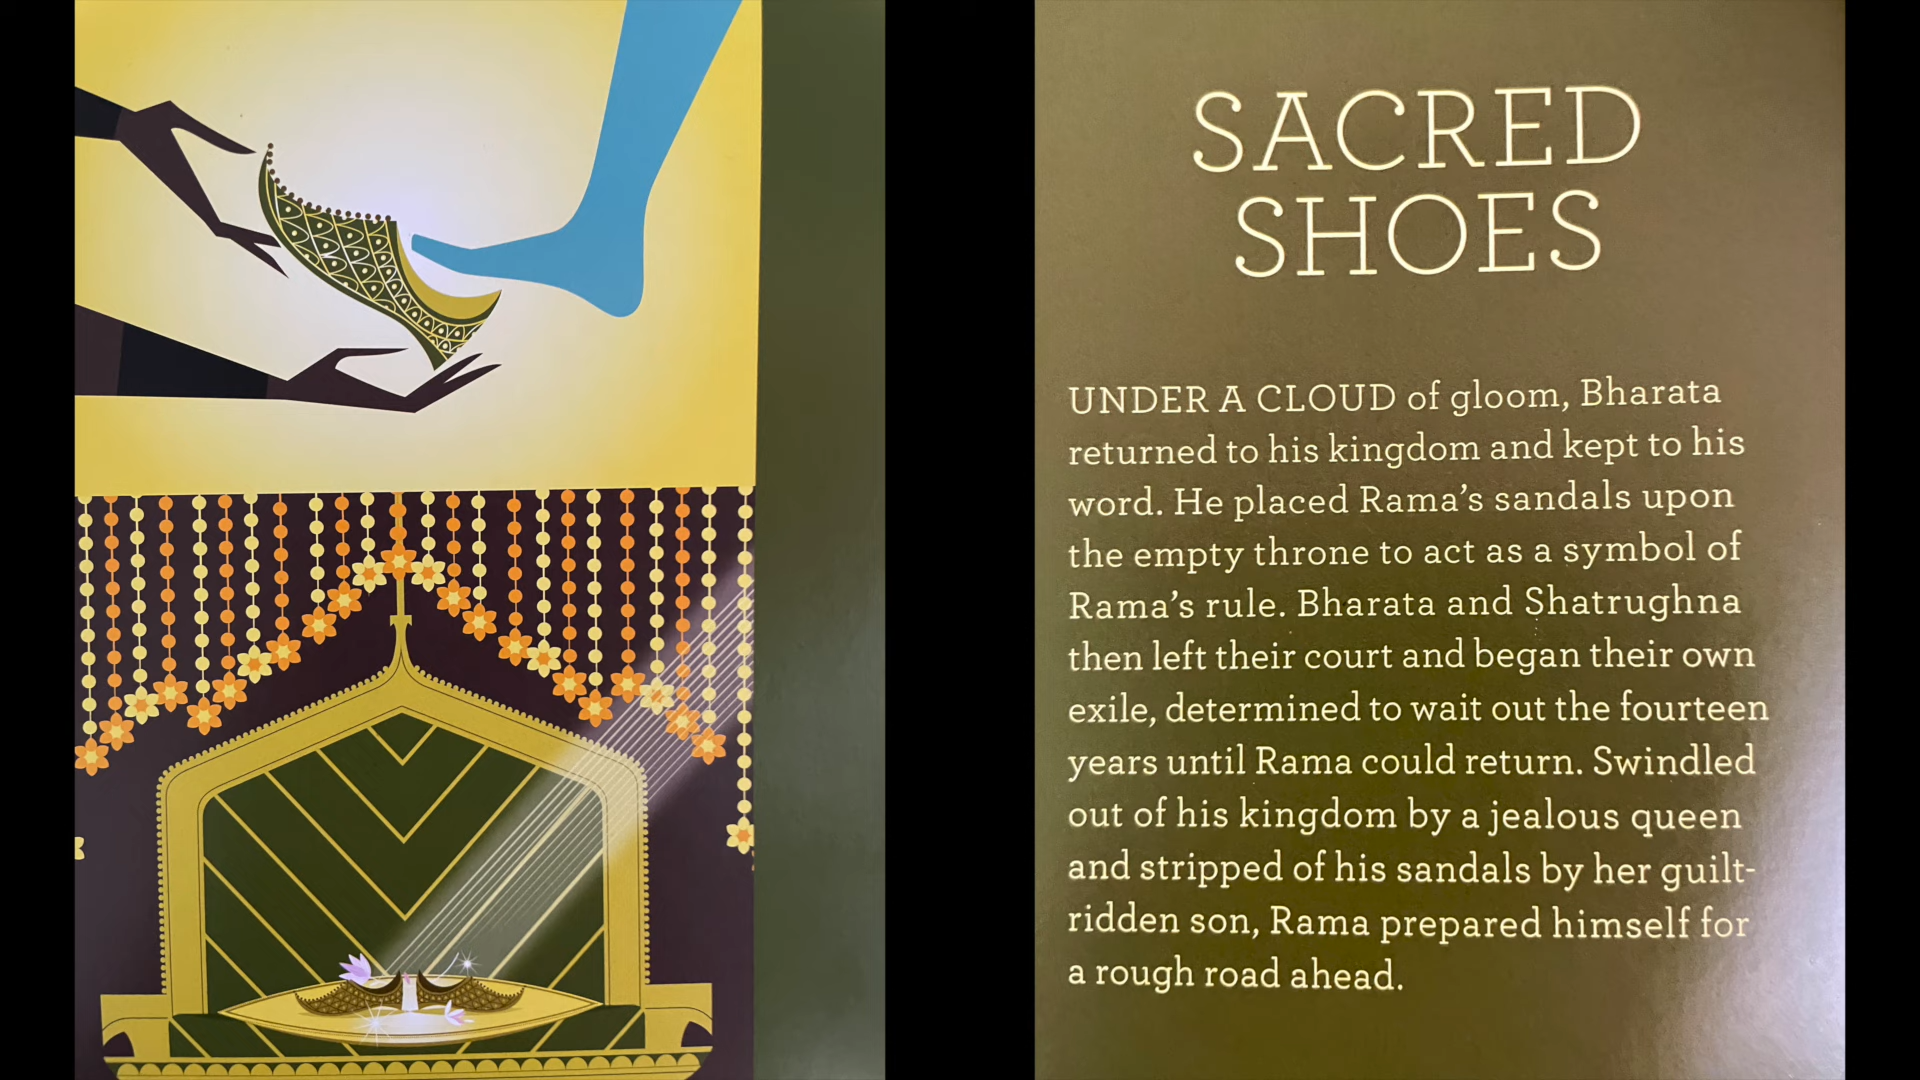 SACRED
SHOES
UNDER A CLOUD of gloom, Bharata
returned to his kingdom and kept to his
word. He placed Rama’s sandals upon
the empty throne to act as a symbol of
Rama’s rule. Bharata and Shatrughna
then left their court and began their own
exile, determined to wait out the fourteen
years until Rama could return. Swindled
out of his kingdom by a jealous queen
and stripped of his sandals by her guilt-
ridden son, Rama prepared himself for
a rough road ahead.